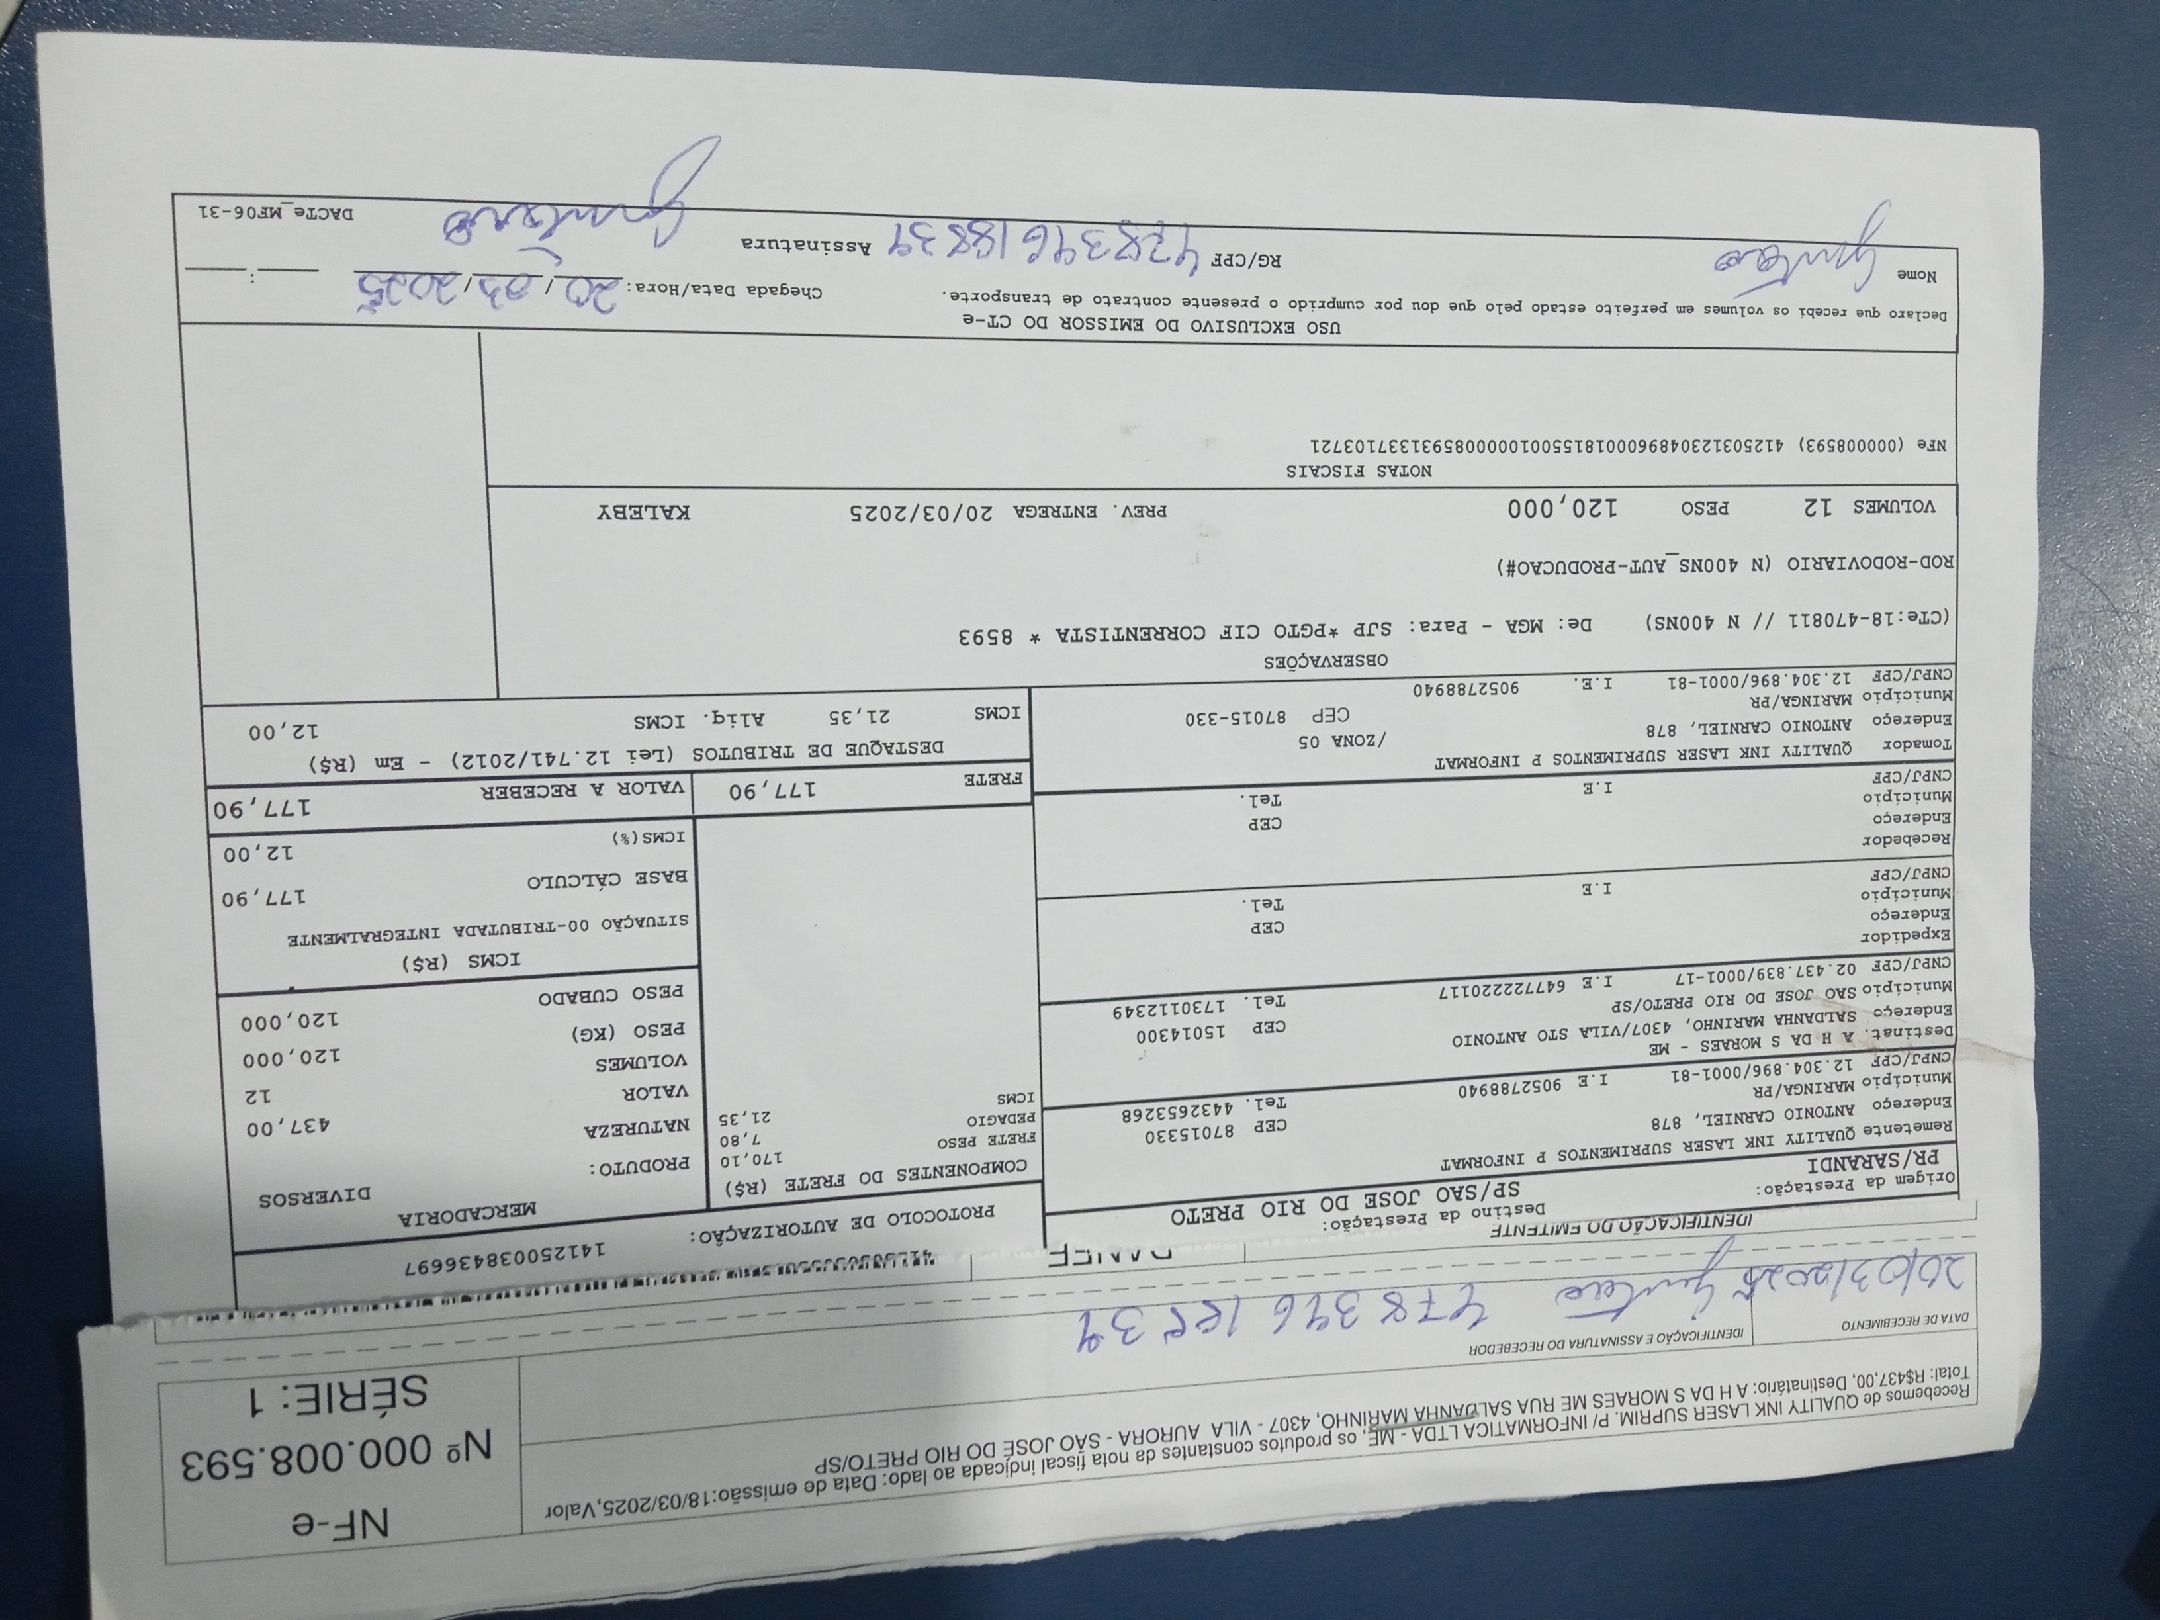 Recebemos de QUALITY INK LASER SUPRIM. P/ INFORMATICA LTDA - ME, os produtos constantes da nota fiscal indicada ao lado: Data de emissão:18/03/2025,Valor
Total: R$437,00, Destinatário: A H DA S MORAES ME RUA SALDANHA MARINHO, 4307 - VILA AURORA - SÃO JOSÉ DO RIO PRETO/SP
NF-e
Nº 000.008.593
SÉRIE: 1
DATA DE RECEBIMENTO
20/03/2025
IDENTIFICAÇÃO E ASSINATURA DO RECEBEDOR
478 396 188 39
IDENTIFICAÇÃO DO EMITENTE
DANFE
PROTOCOLO DE AUTORIZAÇÃO: 141250038436697
Origem da Prestação:
PR/SARANDI
Destino da Prestação:
SP/SAO JOSE DO RIO PRETO
Remetente QUALITY INK LASER SUPRIMENTOS P INFORMAT
Endereço ANTONIO CARNIEL, 878 CEP 87015330
Município MARINGA/PR Tel. 4432653268
CNPJ/CPF 12.304.896/0001-81 I.E 9052788940
Destinat. A H DA S MORAES - ME
Endereço SALDANHA MARINHO, 4307/VILA STO ANTONIO CEP 15014300
Município SAO JOSE DO RIO PRETO/SP Tel. 1730112349
CNPJ/CPF 02.437.839/0001-17 I.E 647722220117
Expedidor
Endereço CEP
Município Tel.
CNPJ/CPF I.E
Recebedor
Endereço CEP
Município Tel.
CNPJ/CPF I.E
Tomador QUALITY INK LASER SUPRIMENTOS P INFORMAT
Endereço ANTONIO CARNIEL, 878 /ZONA 05
Município MARINGA/PR CEP 87015-330
CNPJ/CPF 12.304.896/0001-81 I.E. 9052788940
COMPONENTES DO FRETE (R$)
FRETE PESO 170,10
PEDAGIO 7,80
ICMS 21,35
MERCADORIA
PRODUTO: DIVERSOS
NATUREZA
VALOR 437,00
VOLUMES 12
PESO (KG) 120,000
PESO CUBADO 120,000
ICMS (R$)
SITUAÇÃO 00-TRIBUTADA INTEGRALMENTE
BASE CÁLCULO 177,90
ICMS(%) 12,00
FRETE 177,90
VALOR A RECEBER 177,90
DESTAQUE DE TRIBUTOS (Lei 12.741/2012) - Em (R$)
ICMS 21,35 Aliq. ICMS 12,00
OBSERVAÇÕES
(CTe:18-470811 // N 400NS) De: MGA - Para: SJP *PGTO CIF CORRENTISTA * 8593
ROD-RODOVIARIO (N 400NS_AUT-PRODUCAO#)
VOLUMES 12 PESO 120,000 PREV. ENTREGA 20/03/2025 KALEBY
NOTAS FISCAIS
NFe (000008593) 41250312304896000181550010000085931337103721
USO EXCLUSIVO DO EMISSOR DO CT-e
Declaro que recebi os volumes em perfeito estado pelo que dou por cumprido o presente contrato de transporte.
Chegada Data/Hora: 20/03/2025 __:__
Nome
RG/CPF 478396188 39
Assinatura
DACTe_MF06-31